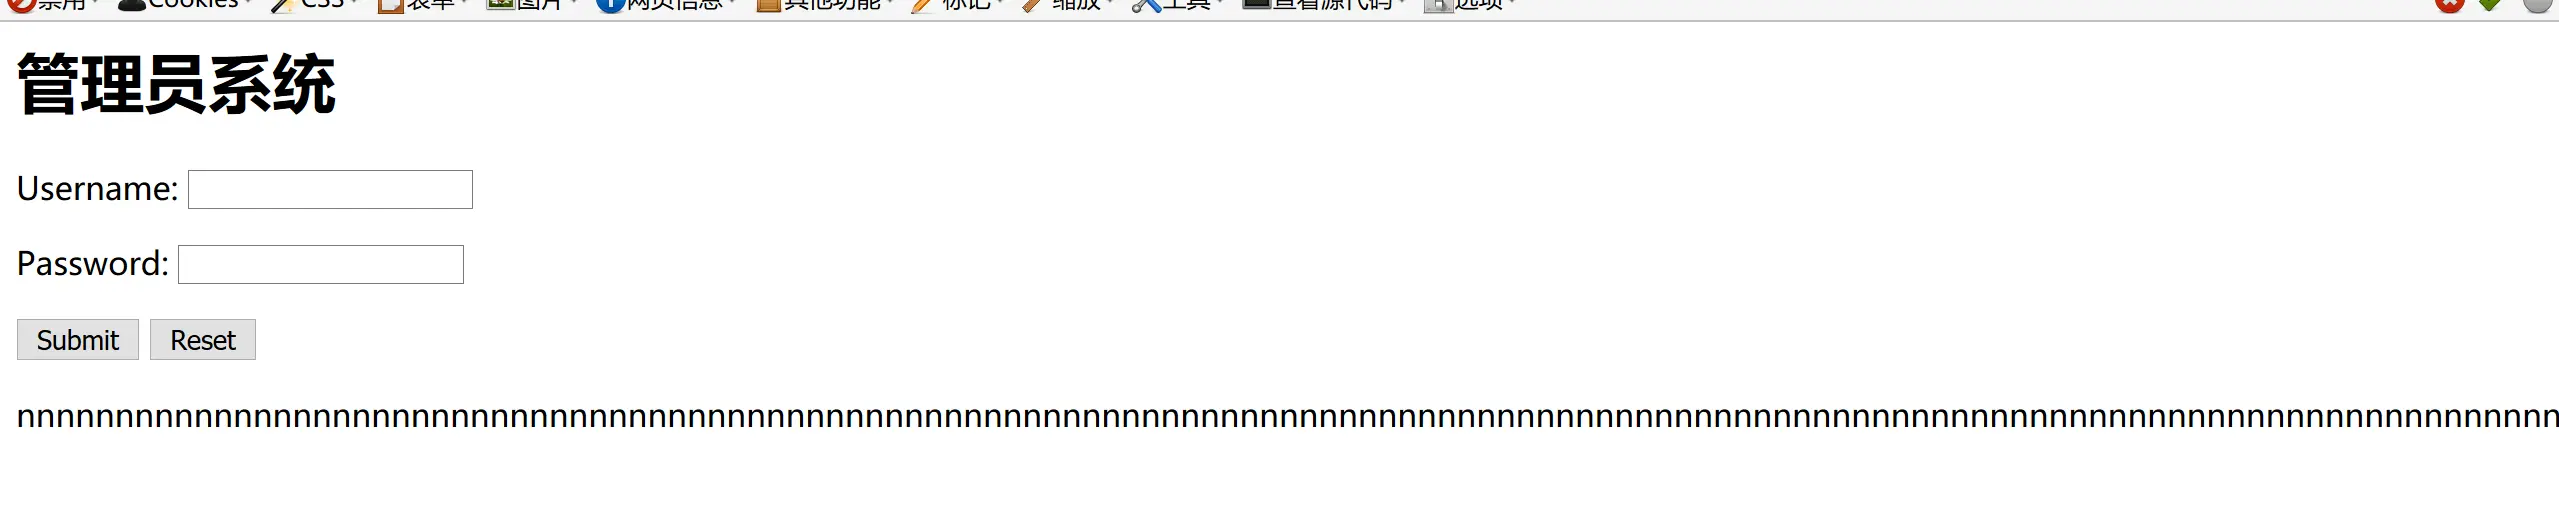 禁用 Cookies CSS 表单 图片 网页信息 其他功能 标记 缩放 工具 查看源代码 选项
管理员系统
Username:
Password:
Submit Reset
nnnnnnnnnnnnnnnnnnnnnnnnnnnnnnnnnnnnnnnnnnnnnnnnnnnnnnnnnnnnnnnnnnnnnnnnnnnnnnnnnnnnnnnnnnnnnnnnnnnnnnnnnnnnnnnnnnnnnnnnnnnnnnnnn